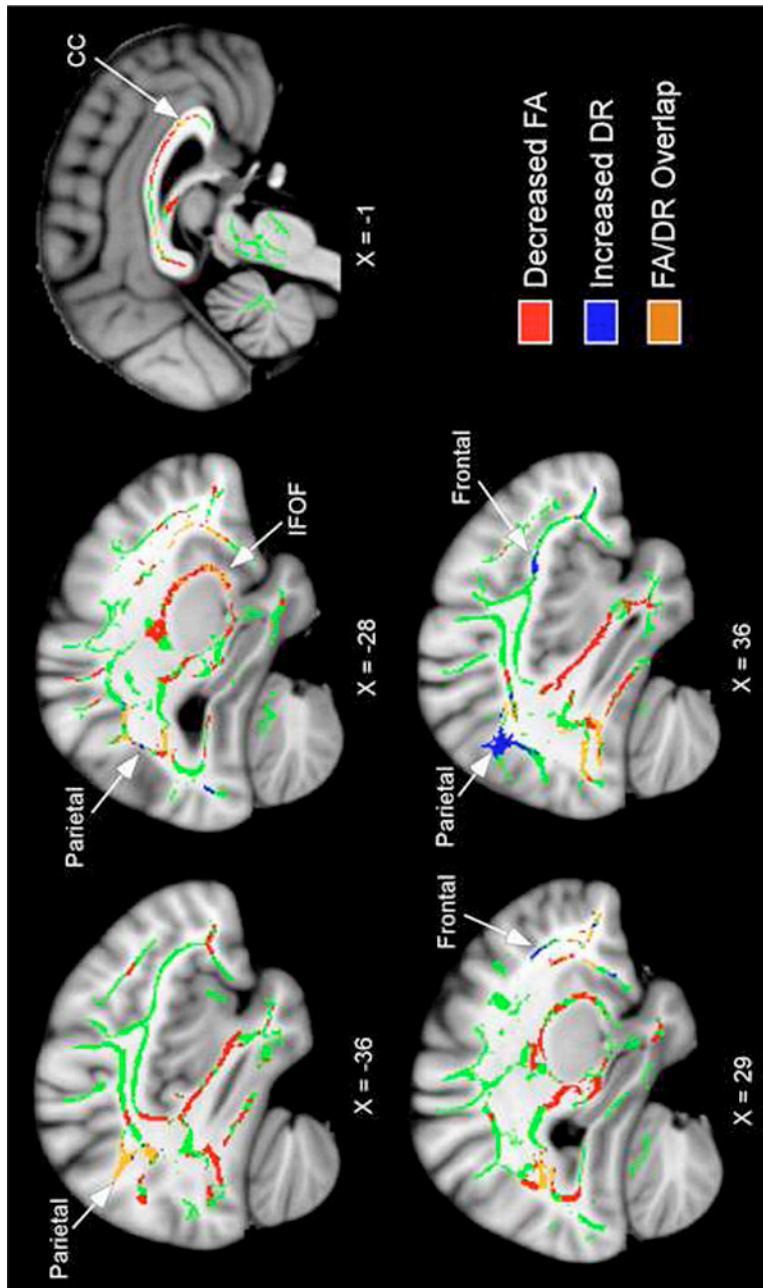 Parietal
X = -36
Parietal
IFOF
X = -28
CC
X = -1
Frontal
X = 29
Parietal
Frontal
X = 36
Decreased FA
Increased DR
FA/DR Overlap